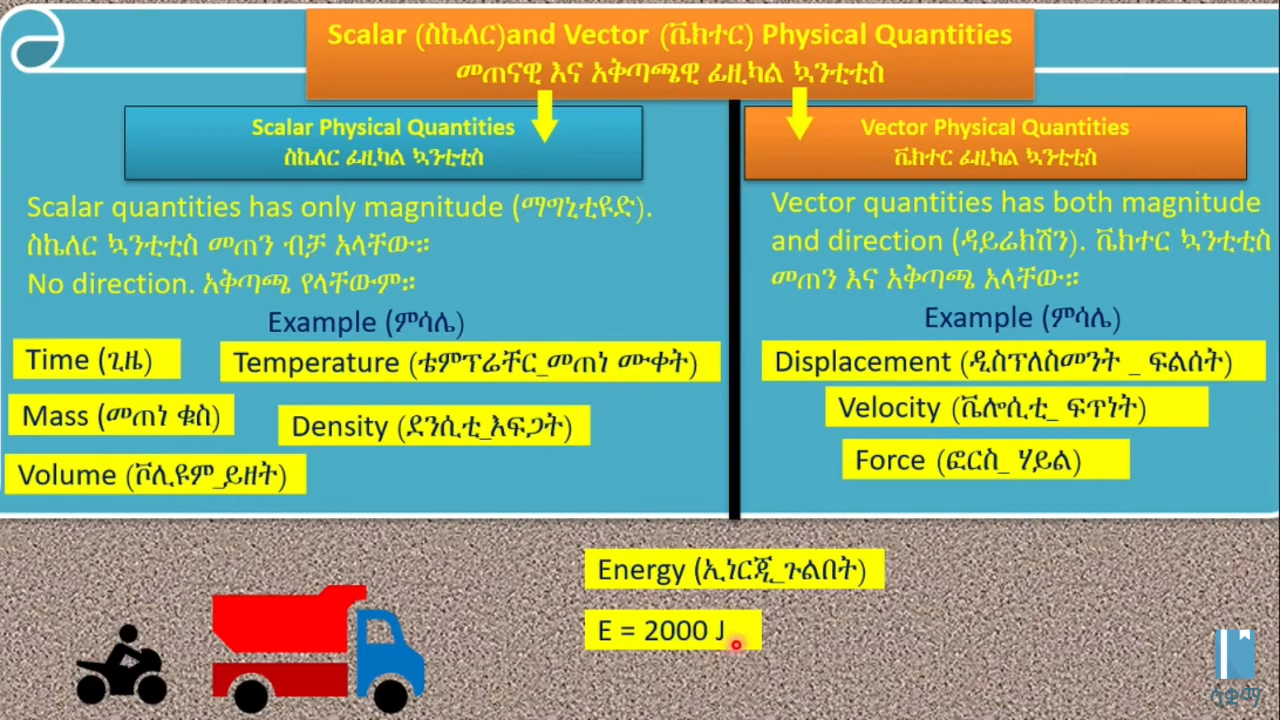 Scalar (ስኬለር)and Vector (ቬክተር) Physical Quantities
መጠናዊ እና አቅጣጫዊ ፊዚካል ኳንቲቲስ
Scalar Physical Quantities
ስኬለር ፊዚካል ኳንቲቲስ
Scalar quantities has only magnitude (ማግኒቲዩድ).
ስኬለር ኳንቲቲስ መጠን ብቻ አላቸው።
No direction. አቅጣጫ የላቸውም።
Example (ምሳሌ)
Time (ጊዜ)
Temperature (ቴምፕሬቸር_መጠነ ሙቀት)
Mass (መጠነ ቁስ)
Density (ደንሲቲ_እፍጋት)
Volume (ቮሊዩም_ይዘት)
Vector Physical Quantities
ቬክተር ፊዚካል ኳንቲቲስ
Vector quantities has both magnitude
and direction (ዳይሬክሽን). ቬክተር ኳንቲቲስ
መጠን እና አቅጣጫ አላቸው።
Example (ምሳሌ)
Displacement (ዲስፕለስመንት _ ፍልሰት)
Velocity (ቬሎሲቲ_ ፍጥነት)
Force (ፎርስ_ ሃይል)
Energy (ኢነርጂ_ጉልበት)
E = 2000 J